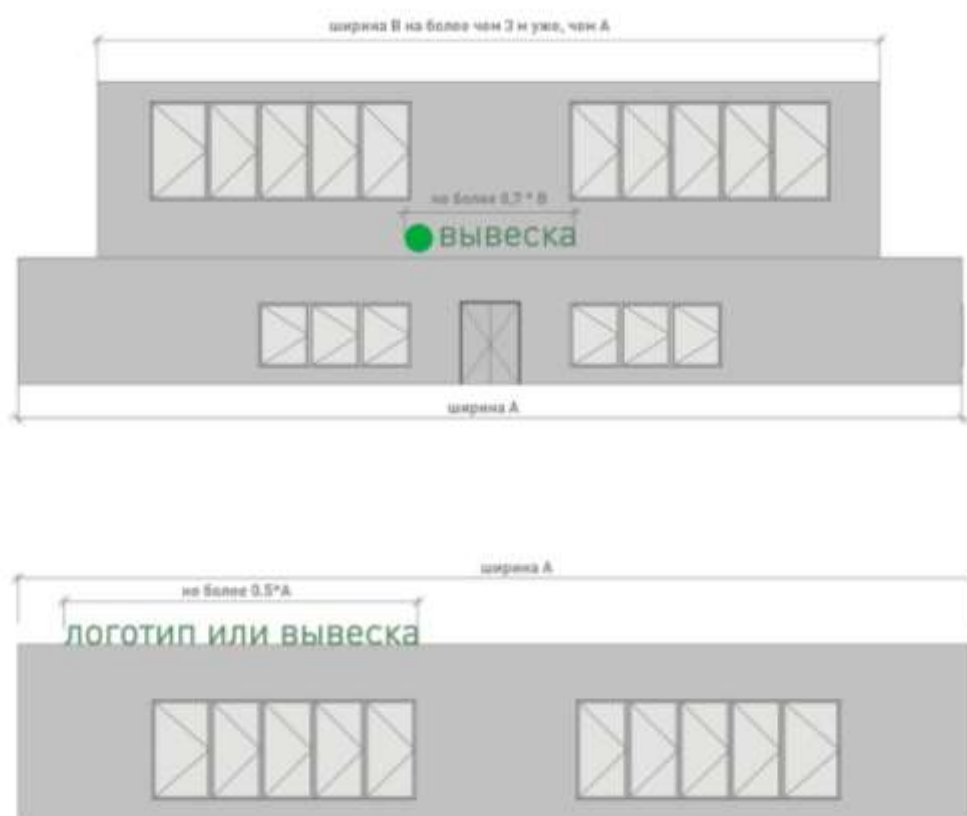 ширина B на более чем 3 м уже, чем A
не более 0,7 * B
вывеска
ширина A
ширина A
не более 0.5*A
логотип или вывеска